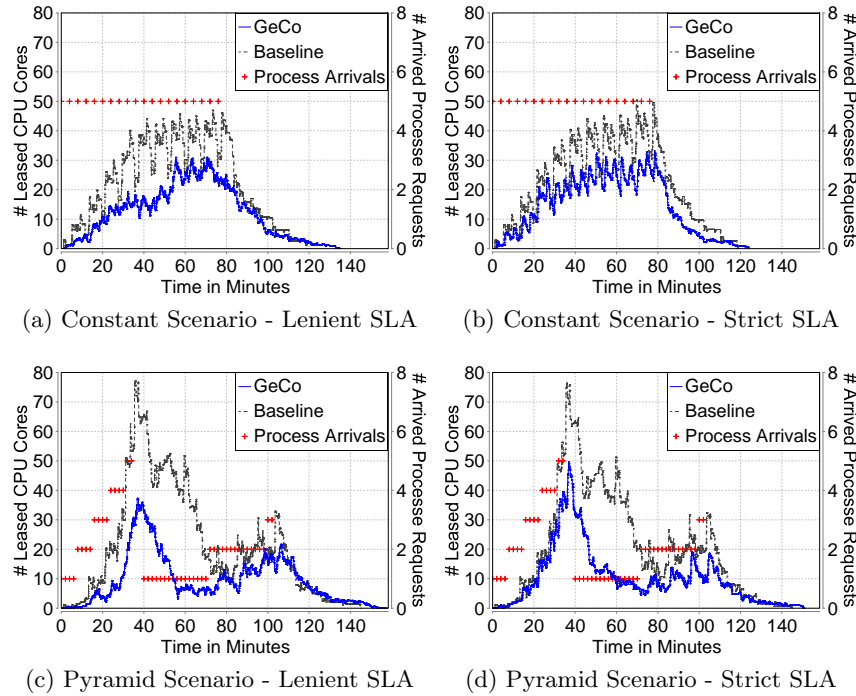 80
70
60
50
40
30
20
10
0
# Leased CPU Cores
GeCo
Baseline
Process Arrivals
8
6
4
2
0
# Arrived Processe Requests
0 20 40 60 80 100 120 140
Time in Minutes
(a) Constant Scenario - Lenient SLA
80
70
60
50
40
30
20
10
0
# Leased CPU Cores
GeCo
Baseline
Process Arrivals
8
6
4
2
0
# Arrived Processe Requests
0 20 40 60 80 100 120 140
Time in Minutes
(b) Constant Scenario - Strict SLA
80
70
60
50
40
30
20
10
0
# Leased CPU Cores
GeCo
Baseline
Process Arrivals
8
6
4
2
0
# Arrived Processe Requests
0 20 40 60 80 100 120 140
Time in Minutes
(c) Pyramid Scenario - Lenient SLA
80
70
60
50
40
30
20
10
0
# Leased CPU Cores
GeCo
Baseline
Process Arrivals
8
6
4
2
0
# Arrived Processe Requests
0 20 40 60 80 100 120 140
Time in Minutes
(d) Pyramid Scenario - Strict SLA